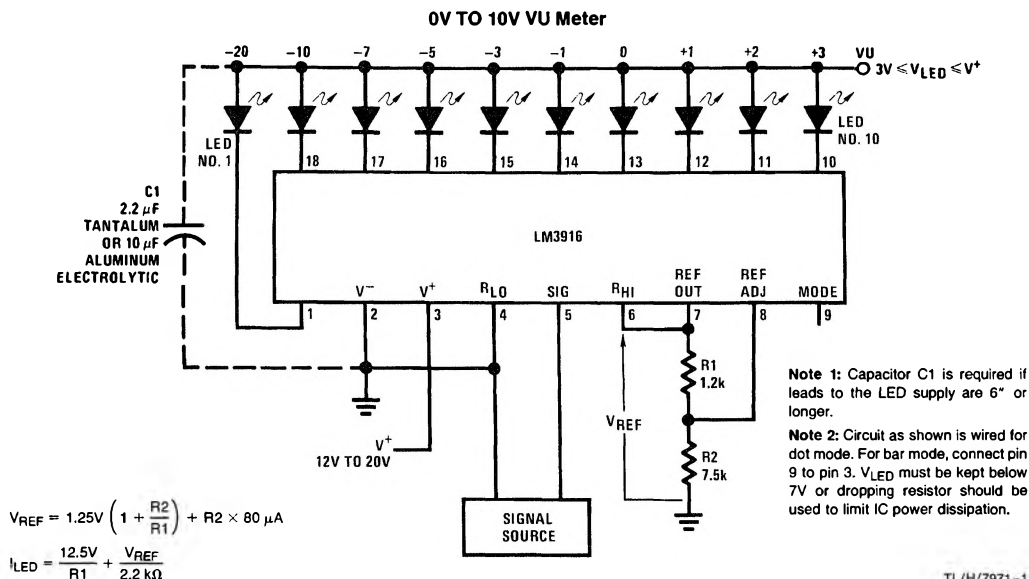 0V TO 10V VU Meter
−20 −10 −7 −5 −3 −1 0 +1 +2 +3 VU
3V ≤ VLED ≤ V+
LED
NO. 1
LED
NO. 10
18 17 16 15 14 13 12 11 10
C1
2.2 μF
TANTALUM
OR 10 μF
ALUMINUM
ELECTROLYTIC
LM3916
V− V+ RLO SIG RHI REF OUT REF ADJ MODE
1 2 3 4 5 6 7 8 9
R1
1.2k
VREF
R2
7.5k
V+
12V TO 20V
SIGNAL
SOURCE
Note 1: Capacitor C1 is required if
leads to the LED supply are 6" or
longer.
Note 2: Circuit as shown is wired for
dot mode. For bar mode, connect pin
9 to pin 3. VLED must be kept below
7V or dropping resistor should be
used to limit IC power dissipation.
VREF = 1.25V (1 + R2/R1) + R2 × 80 μA
ILED = 12.5V/R1 + VREF/2.2 kΩ